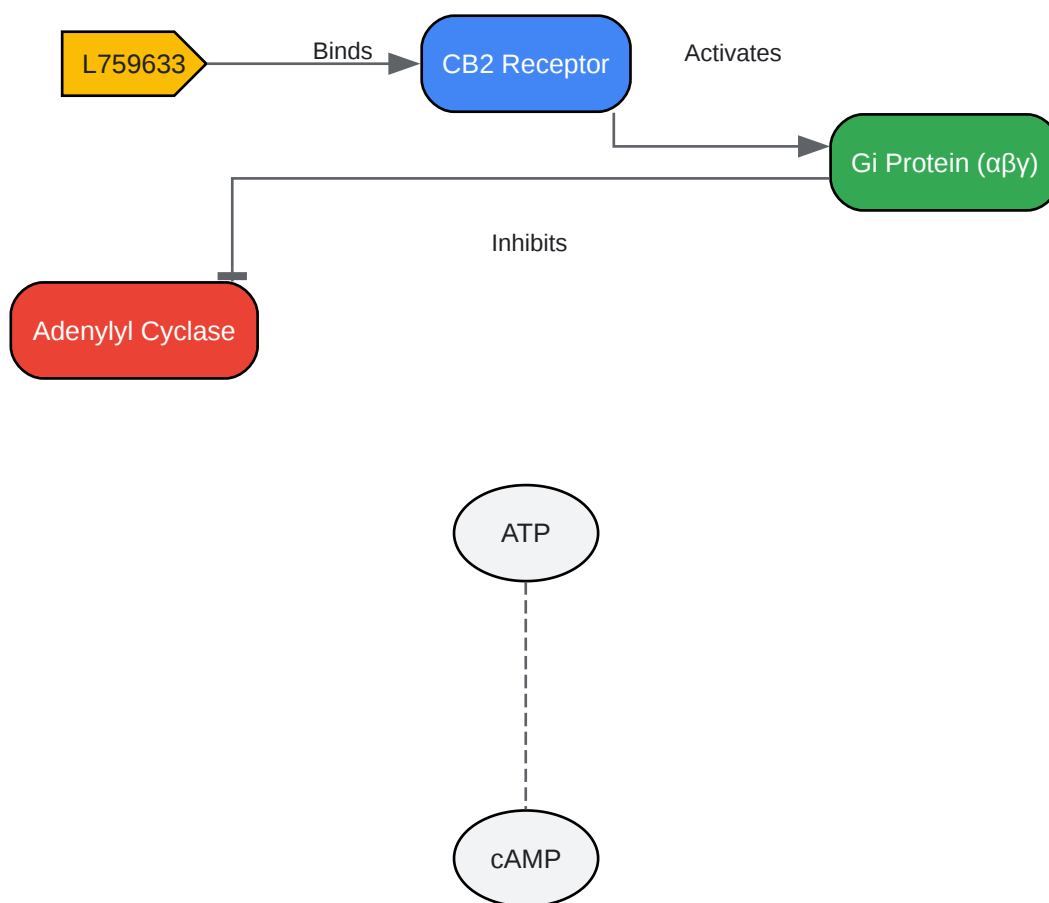 L759633
Binds
CB2 Receptor
Activates
Gi Protein (αβγ)
Inhibits
Adenylyl Cyclase
ATP
cAMP